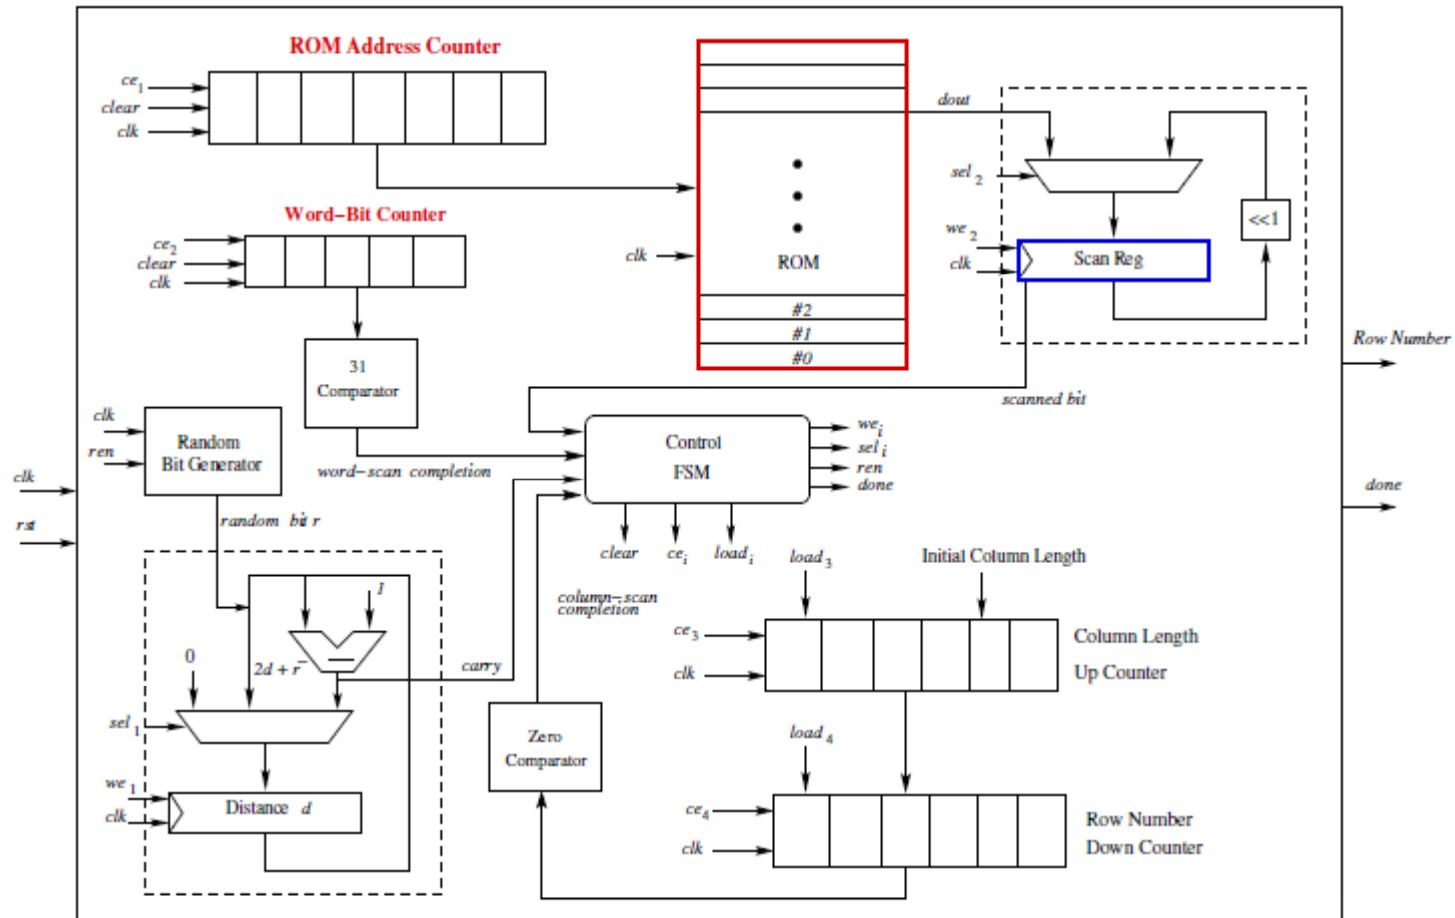 ROM Address Counter
ce1
clear
clk
Word–Bit Counter
ce2
clear
clk
31
Comparator
word–scan completion
clk
ROM
#2
#1
#0
dout
sel2
we2
clk
Scan Reg
<<1
scanned bit
Row Number
done
clk
rst
clk
ren
Random
Bit Generator
random bit r
Control
FSM
wei
seli
ren
done
clear
cei
loadi
column–scan
completion
carry
0
2d + r
1
–
sel1
we1
clk
Distance d
Zero
Comparator
load3
Initial Column Length
ce3
clk
Column Length
Up Counter
load4
ce4
clk
Row Number
Down Counter